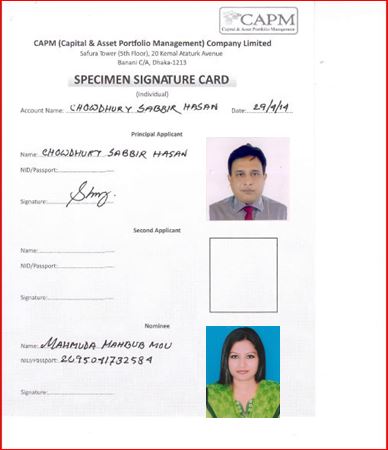 CAPM
Capital & Asset Portfolio Management
CAPM (Capital & Asset Portfolio Management) Company Limited
Safura Tower (5th Floor), 20 Kemal Ataturk Avenue
Banani C/A, Dhaka-1213
SPECIMEN SIGNATURE CARD
(Individual)
Account Name: CHOWDHURY SABBIR HASAN Date: 29/4/14
Principal Applicant
Name: CHOWDHURY SABBIR HASAN
NID/Passport:
Signature:
Second Applicant
Name:
NID/Passport:
Signature:
Nominee
Name: MAHMUDA MAHBUB MOU
NID/Passport: 2695041732584
Signature: